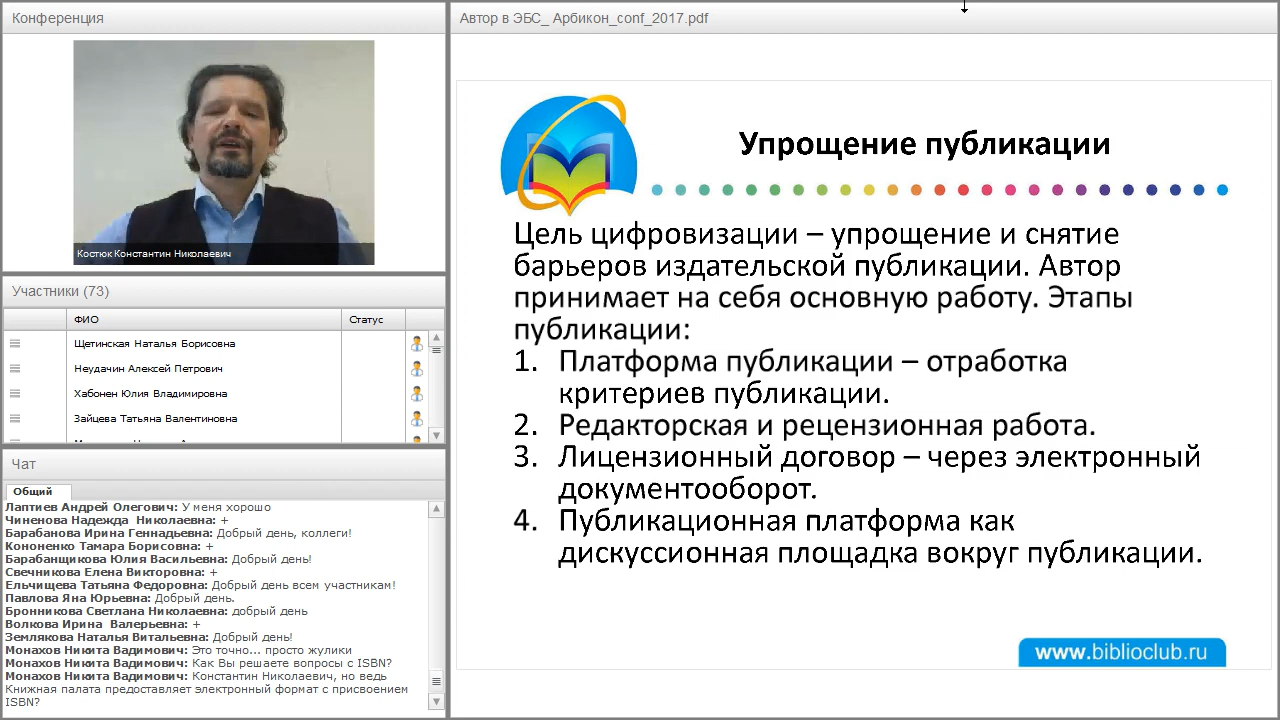 Конференция
Костюк Константин Николаевич
Участники (73)
ФИО
Статус
Щетинская Наталья Борисовна
Неудачин Алексей Петрович
Хабонен Юлия Владимировна
Зайцева Татьяна Валентиновна
Чат
Общий
Лаптиев Андрей Олегович: У меня хорошо
Чиненова Надежда Николаевна: +
Барабанова Ирина Геннадьевна: Добрый день, коллеги!
Кононенко Тамара Борисовна: +
Барабанщикова Юлия Васильевна: Добрый день!
Свечникова Елена Викторовна: +
Ельчищева Татьяна Федоровна: Добрый день всем участникам!
Павлова Яна Юрьевна: Добрый день.
Бронникова Светлана Николаевна: добрый день
Волкова Ирина Валерьевна: +
Землякова Наталья Витальевна: Добрый день!
Монахов Никита Вадимович: Это точно... просто жулики
Монахов Никита Вадимович: Как Вы решаете вопросы с ISBN?
Монахов Никита Вадимович: Константин Николаевич, но ведь
Книжная палата предоставляет электронный формат с присвоением
ISBN?
Автор в ЭБС_ Арбикон_conf_2017.pdf
Упрощение публикации
Цель цифровизации – упрощение и снятие
барьеров издательской публикации. Автор
принимает на себя основную работу. Этапы
публикации:
1. Платформа публикации – отработка
критериев публикации.
2. Редакторская и рецензионная работа.
3. Лицензионный договор – через электронный
документооборот.
4. Публикационная платформа как
дискуссионная площадка вокруг публикации.
www.biblioclub.ru